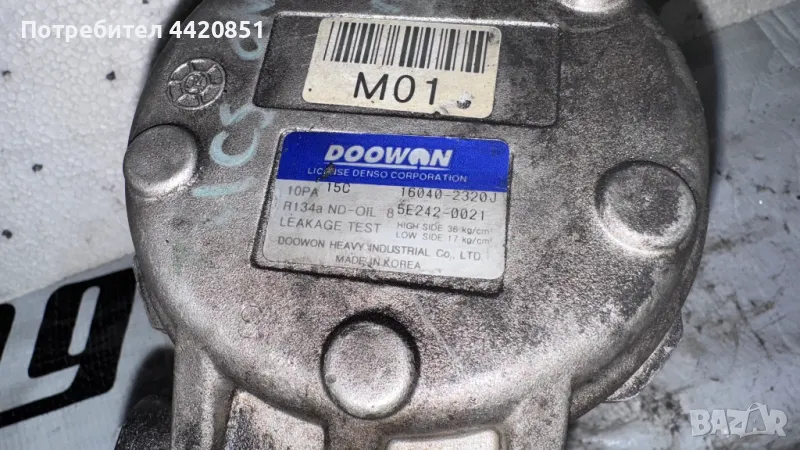 Потребител 4420851
M01
DOOWON
LICENSE DENSO CORPORATION
10PA 15C 16040-2320J
R134a ND-OIL 8 5E242-0021
LEAKAGE TEST HIGH SIDE 36 kg/cm²
LOW SIDE 17 kg/cm²
DOOWON HEAVY INDUSTRIAL Co., LTD.
MADE IN KOREA
BAZAR